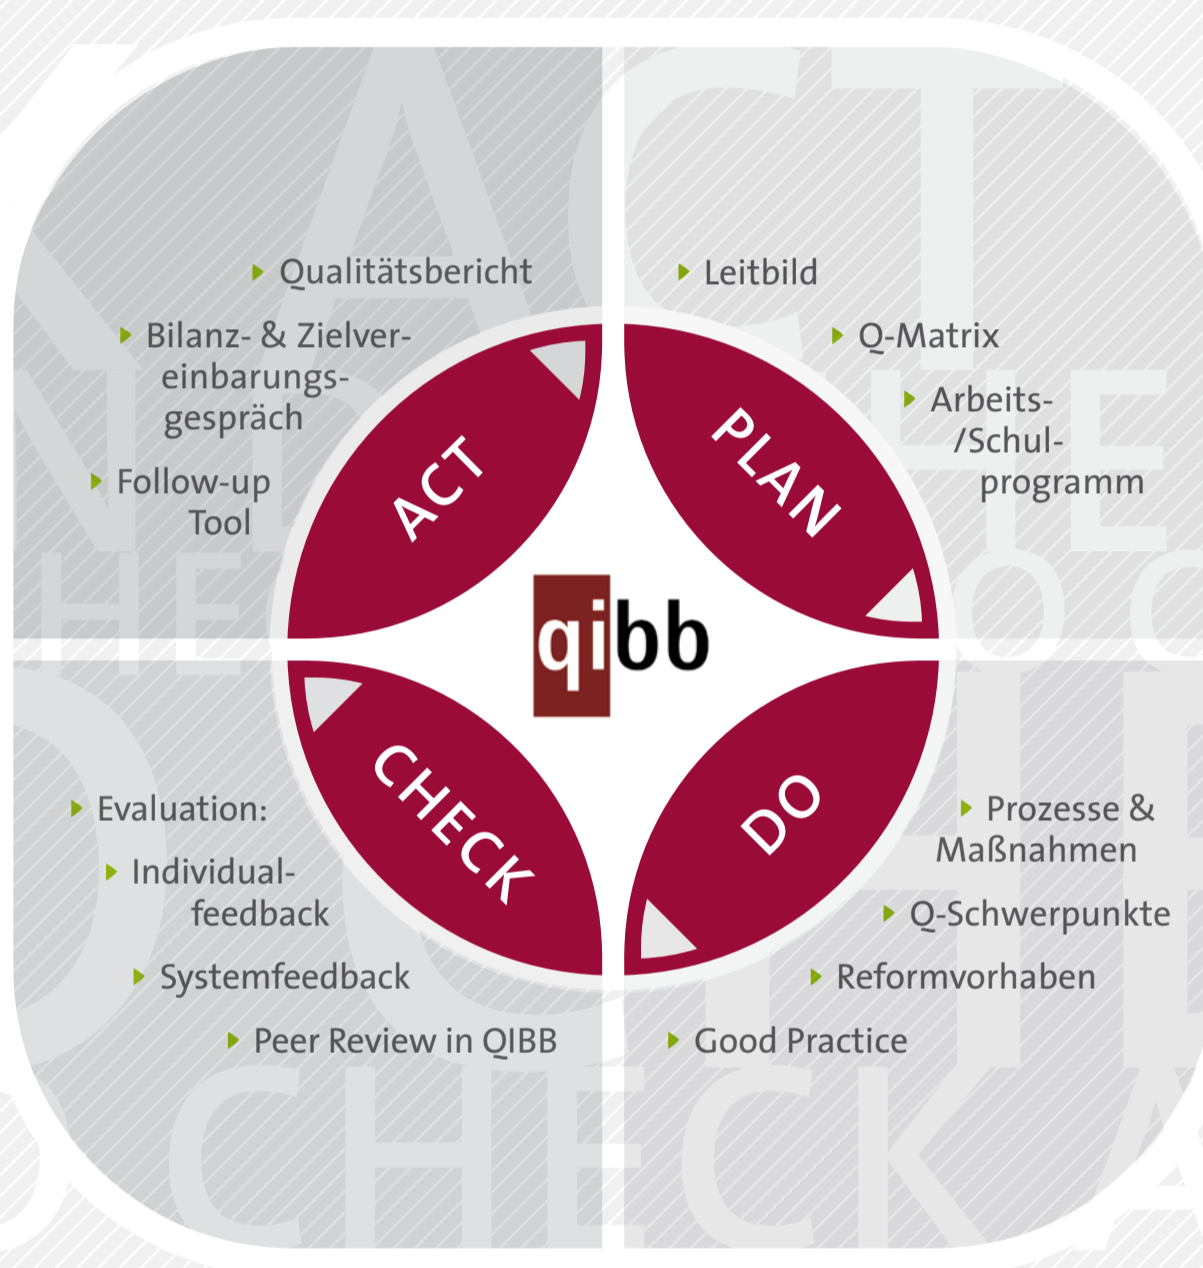 Qualitätsbericht
Bilanz- & Zielver-
einbarungs-
gespräch
Follow-up
Tool
ACT
Leitbild
Q-Matrix
Arbeits-
/Schul-
programm
PLAN
qibb
CHECK
Evaluation:
Individual-
feedback
Systemfeedback
Peer Review in QIBB
DO
Prozesse &
Maßnahmen
Q-Schwerpunkte
Reformvorhaben
Good Practice